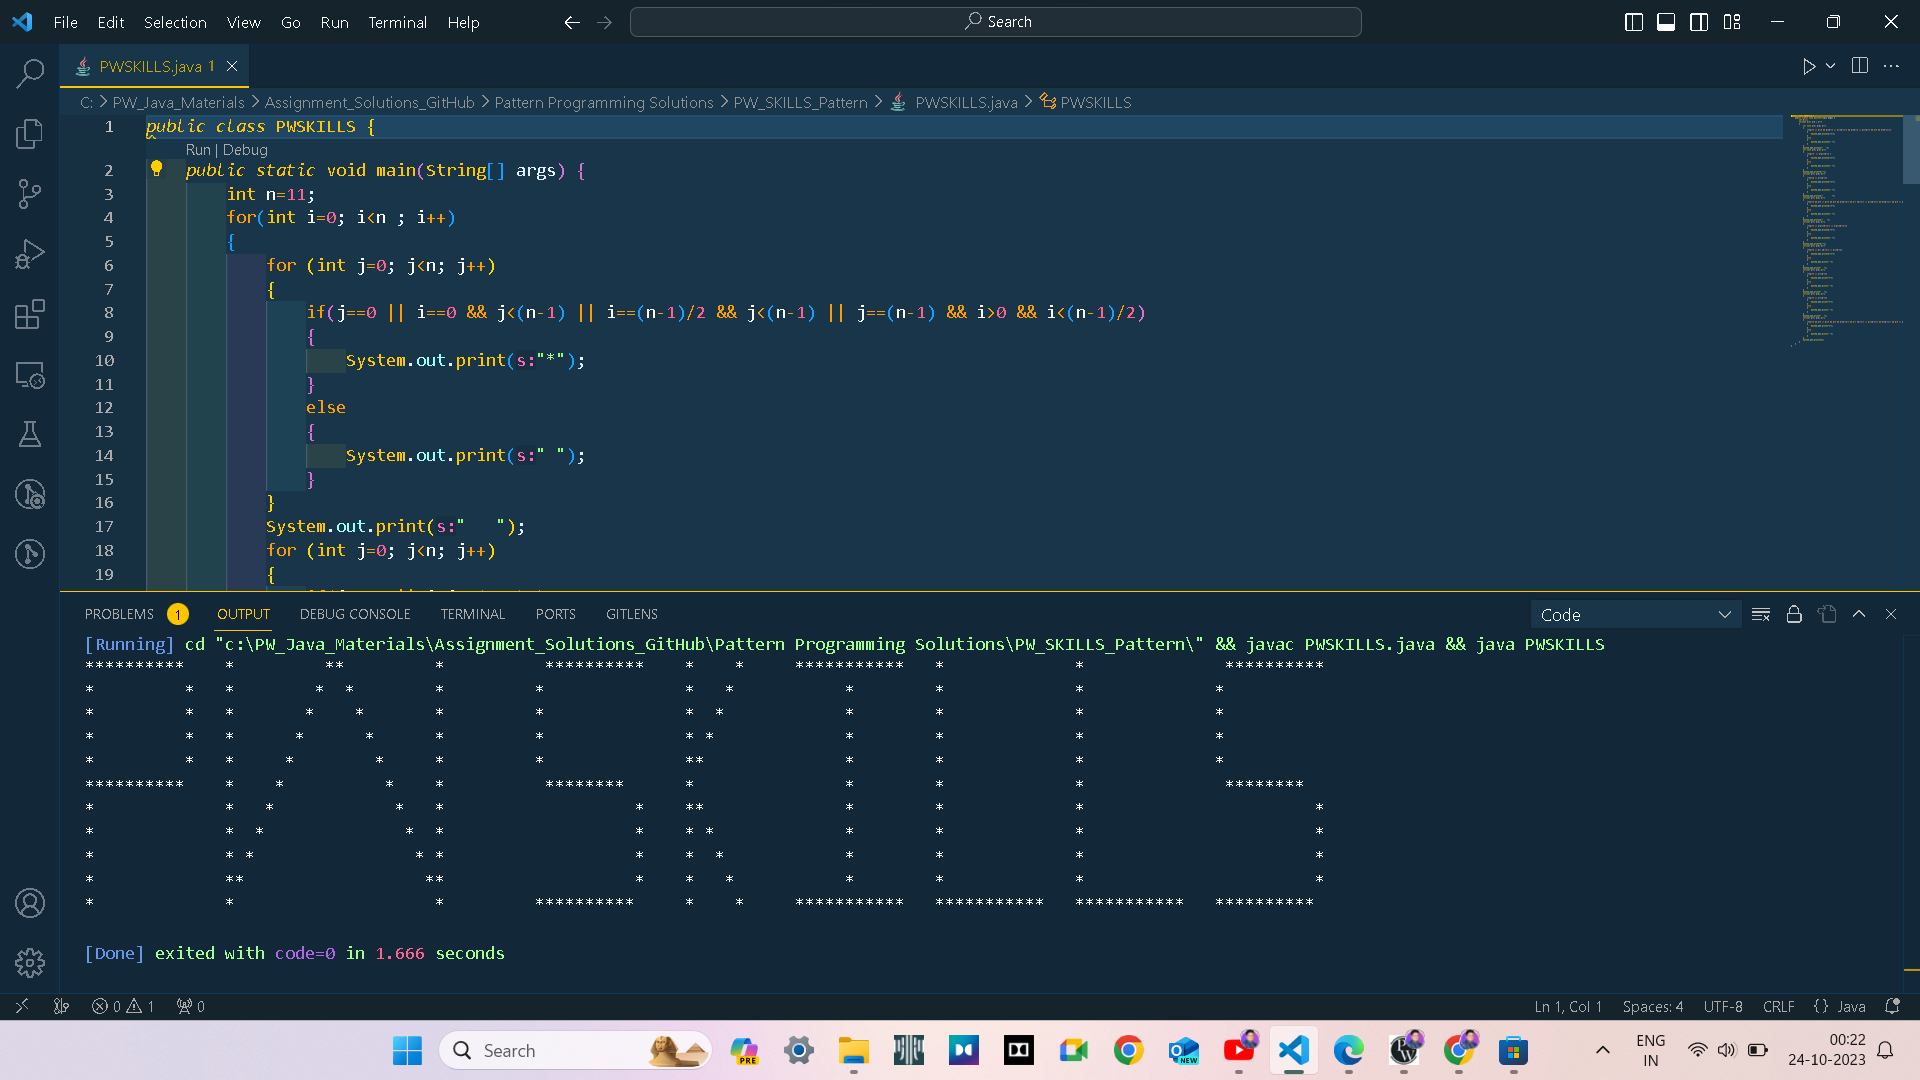 File Edit Selection View Go Run Terminal Help
Search
PWSKILLS.java 1
C: > PW_Java_Materials > Assignment_Solutions_GitHub > Pattern Programming Solutions > PW_SKILLS_Pattern > PWSKILLS.java > PWSKILLS
1 public class PWSKILLS {
Run | Debug
2     public static void main(String[] args) {
3         int n=11;
4         for(int i=0; i<n ; i++)
5         {
6             for (int j=0; j<n; j++)
7             {
8                 if(j==0 || i==0 && j<(n-1) || i==(n-1)/2 && j<(n-1) || j==(n-1) && i>0 && i<(n-1)/2)
9                 {
10                     System.out.print(s:"*");
11                 }
12                 else
13                 {
14                     System.out.print(s:" ");
15                 }
16             }
17             System.out.print(s:"   ");
18             for (int j=0; j<n; j++)
19             {
PROBLEMS 1 OUTPUT DEBUG CONSOLE TERMINAL PORTS GITLENS
Code
[Running] cd "c:\PW_Java_Materials\Assignment_Solutions_GitHub\Pattern Programming Solutions\PW_SKILLS_Pattern\" && javac PWSKILLS.java && java PWSKILLS
**********    *         **         *          **********    *    *     ***********   *             *              **********
*         *   *        *  *        *         *              *   *           *        *             *             *
*         *   *       *    *       *         *              *  *            *        *             *             *
*         *   *      *      *      *         *              * *             *        *             *             *
*         *   *     *        *     *         *              **              *        *             *             *
**********    *    *          *    *          ********      *               *        *             *              ********
*             *   *            *   *                   *    **              *        *             *                       *
*             *  *              *  *                   *    * *             *        *             *                       *
*             * *                * *                   *    *  *            *        *             *                       *
*             **                  **                   *    *   *           *        *             *                       *
*             *                    *         **********     *    *     ***********   ***********   ***********   **********
[Done] exited with code=0 in 1.666 seconds
0 1 0
Ln 1, Col 1 Spaces: 4 UTF-8 CRLF {} Java
Search
PRE
NEW
ENG
IN
00:22
24-10-2023